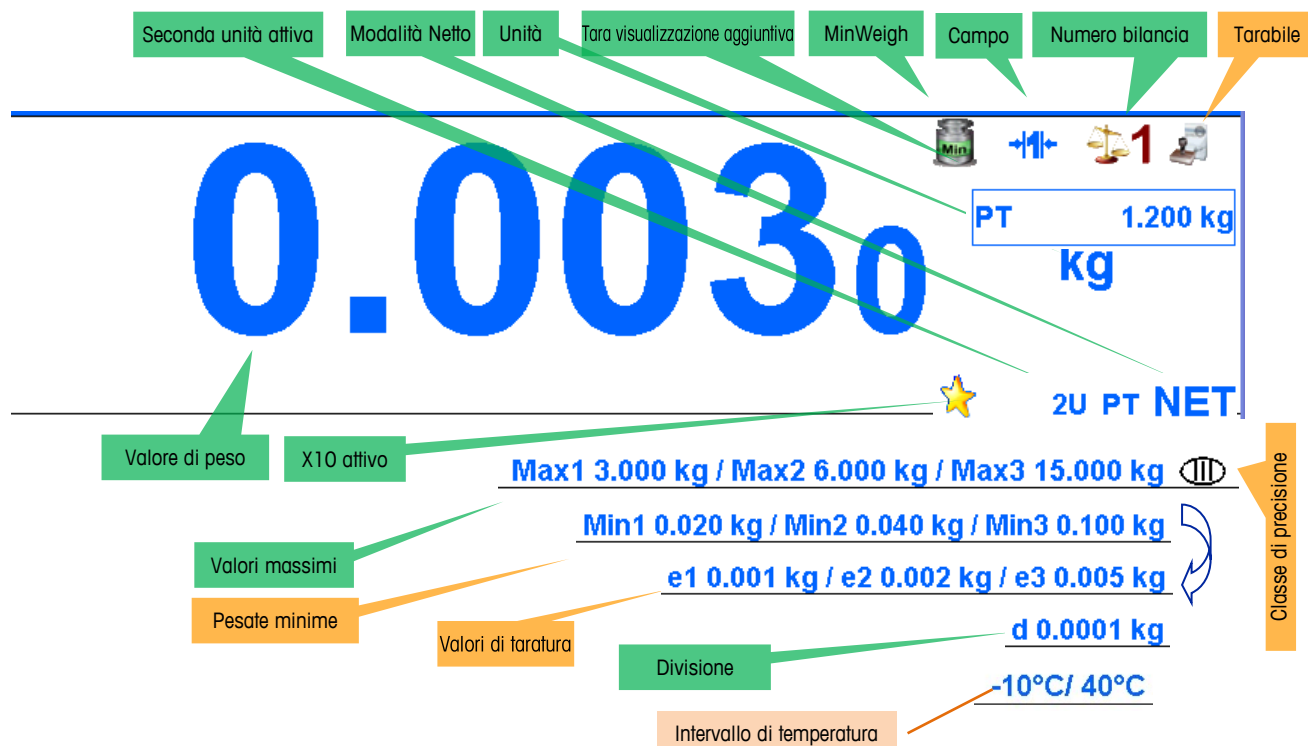 Seconda unità attiva
Modalità Netto
Unità
Tara visualizzazione aggiuntiva
MinWeigh
Campo
Numero bilancia
Tarabile
Min
1
1
0.0030
PT 1.200 kg
kg
2U PT NET
Valore di peso
X10 attivo
Max1 3.000 kg / Max2 6.000 kg / Max3 15.000 kg III
Classe di precisione
Min1 0.020 kg / Min2 0.040 kg / Min3 0.100 kg
Valori massimi
e1 0.001 kg / e2 0.002 kg / e3 0.005 kg
Pesate minime
Valori di taratura
d 0.0001 kg
Divisione
-10°C/ 40°C
Intervallo di temperatura